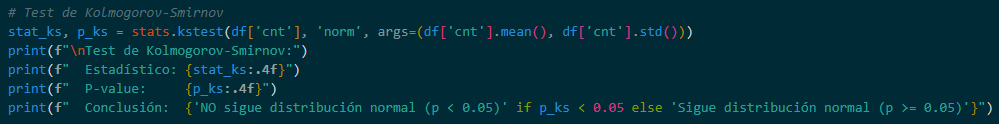 # Test de Kolmogorov-Smirnov
stat_ks, p_ks = stats.kstest(df['cnt'], 'norm', args=(df['cnt'].mean(), df['cnt'].std()))
print(f"\nTest de Kolmogorov-Smirnov:")
print(f"  Estadístico: {stat_ks:.4f}")
print(f"  P-value:     {p_ks:.4f}")
print(f"  Conclusión:  {'NO sigue distribución normal (p < 0.05)' if p_ks < 0.05 else 'Sigue distribución normal (p >= 0.05)'}")